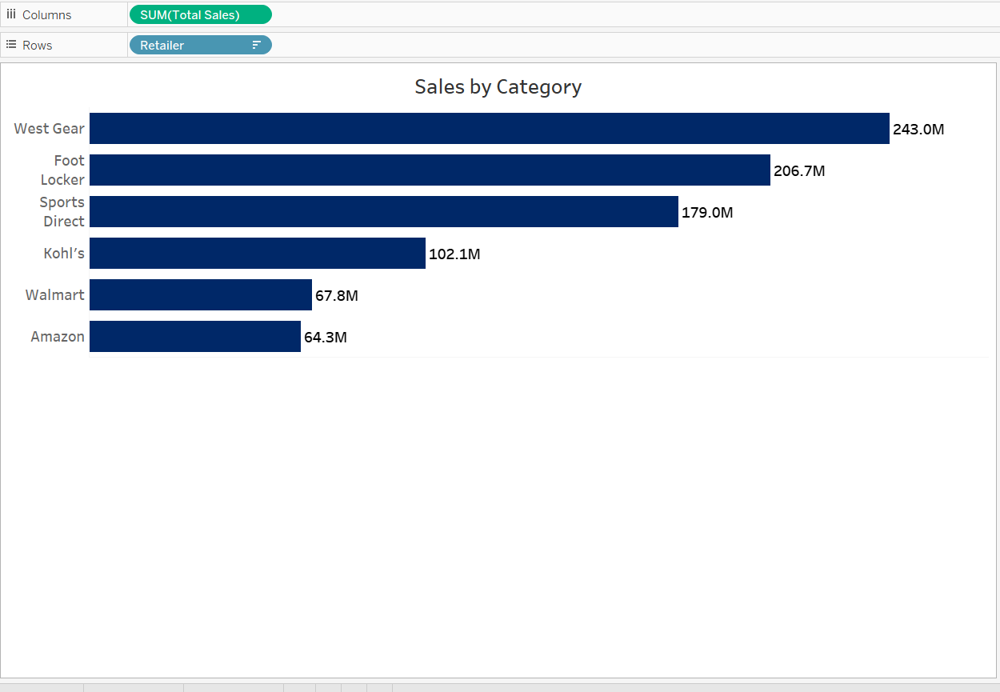 Columns
SUM(Total Sales)
Rows
Retailer
Sales by Category
West Gear
243.0M
Foot
Locker
206.7M
Sports
Direct
179.0M
Kohl's
102.1M
Walmart
67.8M
Amazon
64.3M